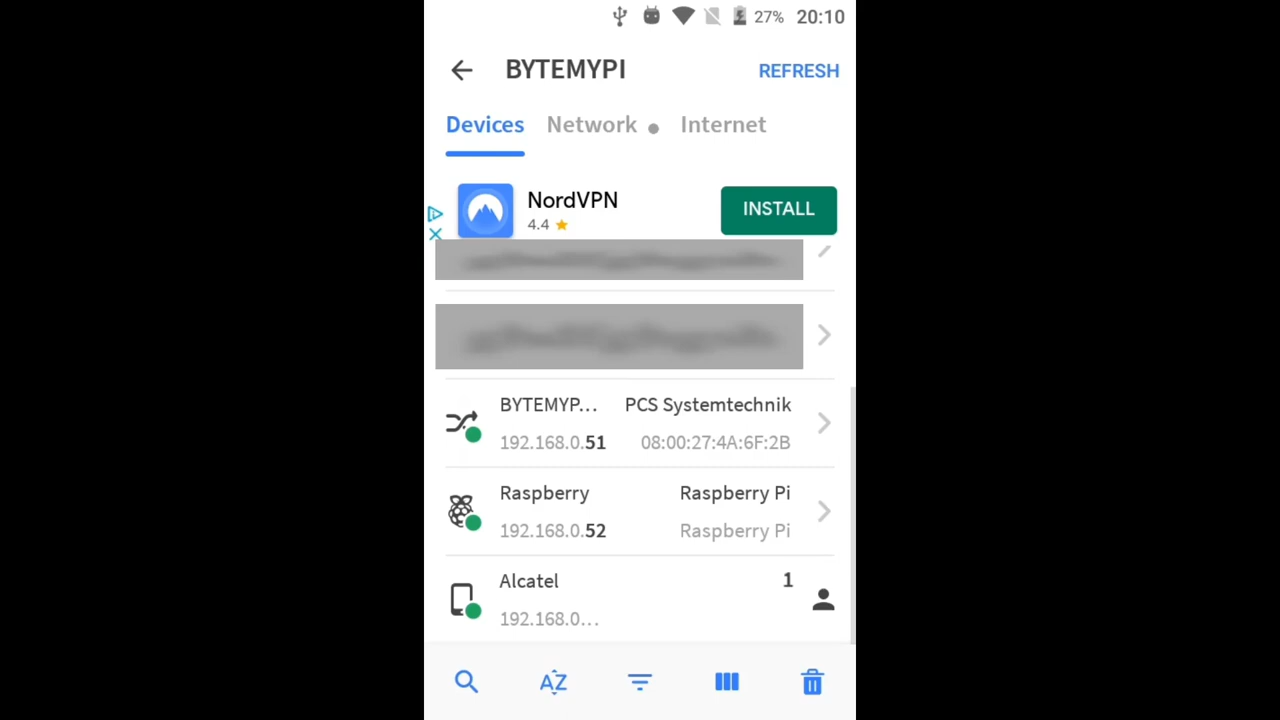 27% 20:10
BYTEMYPI REFRESH
Devices Network Internet
NordVPN
4.4
INSTALL
BYTEMYP... PCS Systemtechnik
192.168.0.51 08:00:27:4A:6F:2B
Raspberry Raspberry Pi
192.168.0.52 Raspberry Pi
Alcatel 1
192.168.0...
AZ